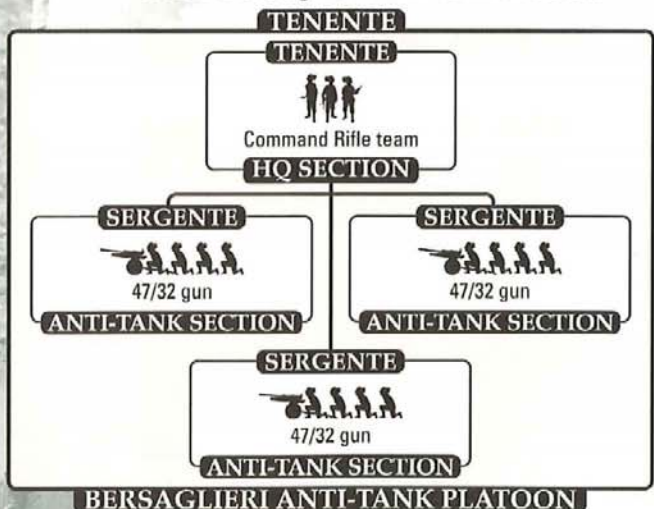 TENENTE
TENENTE
Command Rifle team
HQ SECTION
SERGENTE
47/32 gun
ANTI-TANK SECTION
SERGENTE
47/32 gun
ANTI-TANK SECTION
SERGENTE
47/32 gun
ANTI-TANK SECTION
BERSAGLIERI ANTI-TANK PLATOON